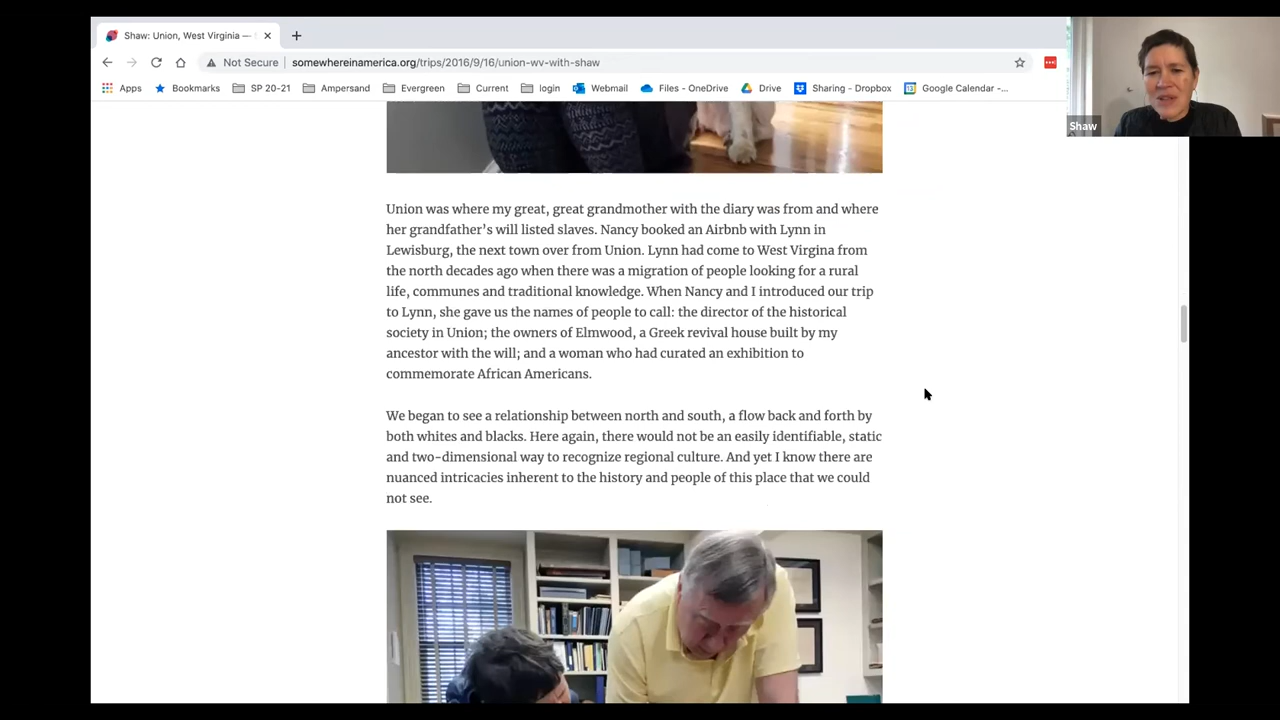 Shaw: Union, West Virginia —
Not Secure
somewhereinamerica.org/trips/2016/9/16/union-wv-with-shaw
Apps
Bookmarks
SP 20-21
Ampersand
Evergreen
Current
login
Webmail
Files - OneDrive
Drive
Sharing - Dropbox
Google Calendar -...
Shaw
Union was where my great, great grandmother with the diary was from and where
her grandfather’s will listed slaves. Nancy booked an Airbnb with Lynn in
Lewisburg, the next town over from Union. Lynn had come to West Virgina from
the north decades ago when there was a migration of people looking for a rural
life, communes and traditional knowledge. When Nancy and I introduced our trip
to Lynn, she gave us the names of people to call: the director of the historical
society in Union; the owners of Elmwood, a Greek revival house built by my
ancestor with the will; and a woman who had curated an exhibition to
commemorate African Americans.
We began to see a relationship between north and south, a flow back and forth by
both whites and blacks. Here again, there would not be an easily identifiable, static
and two-dimensional way to recognize regional culture. And yet I know there are
nuanced intricacies inherent to the history and people of this place that we could
not see.